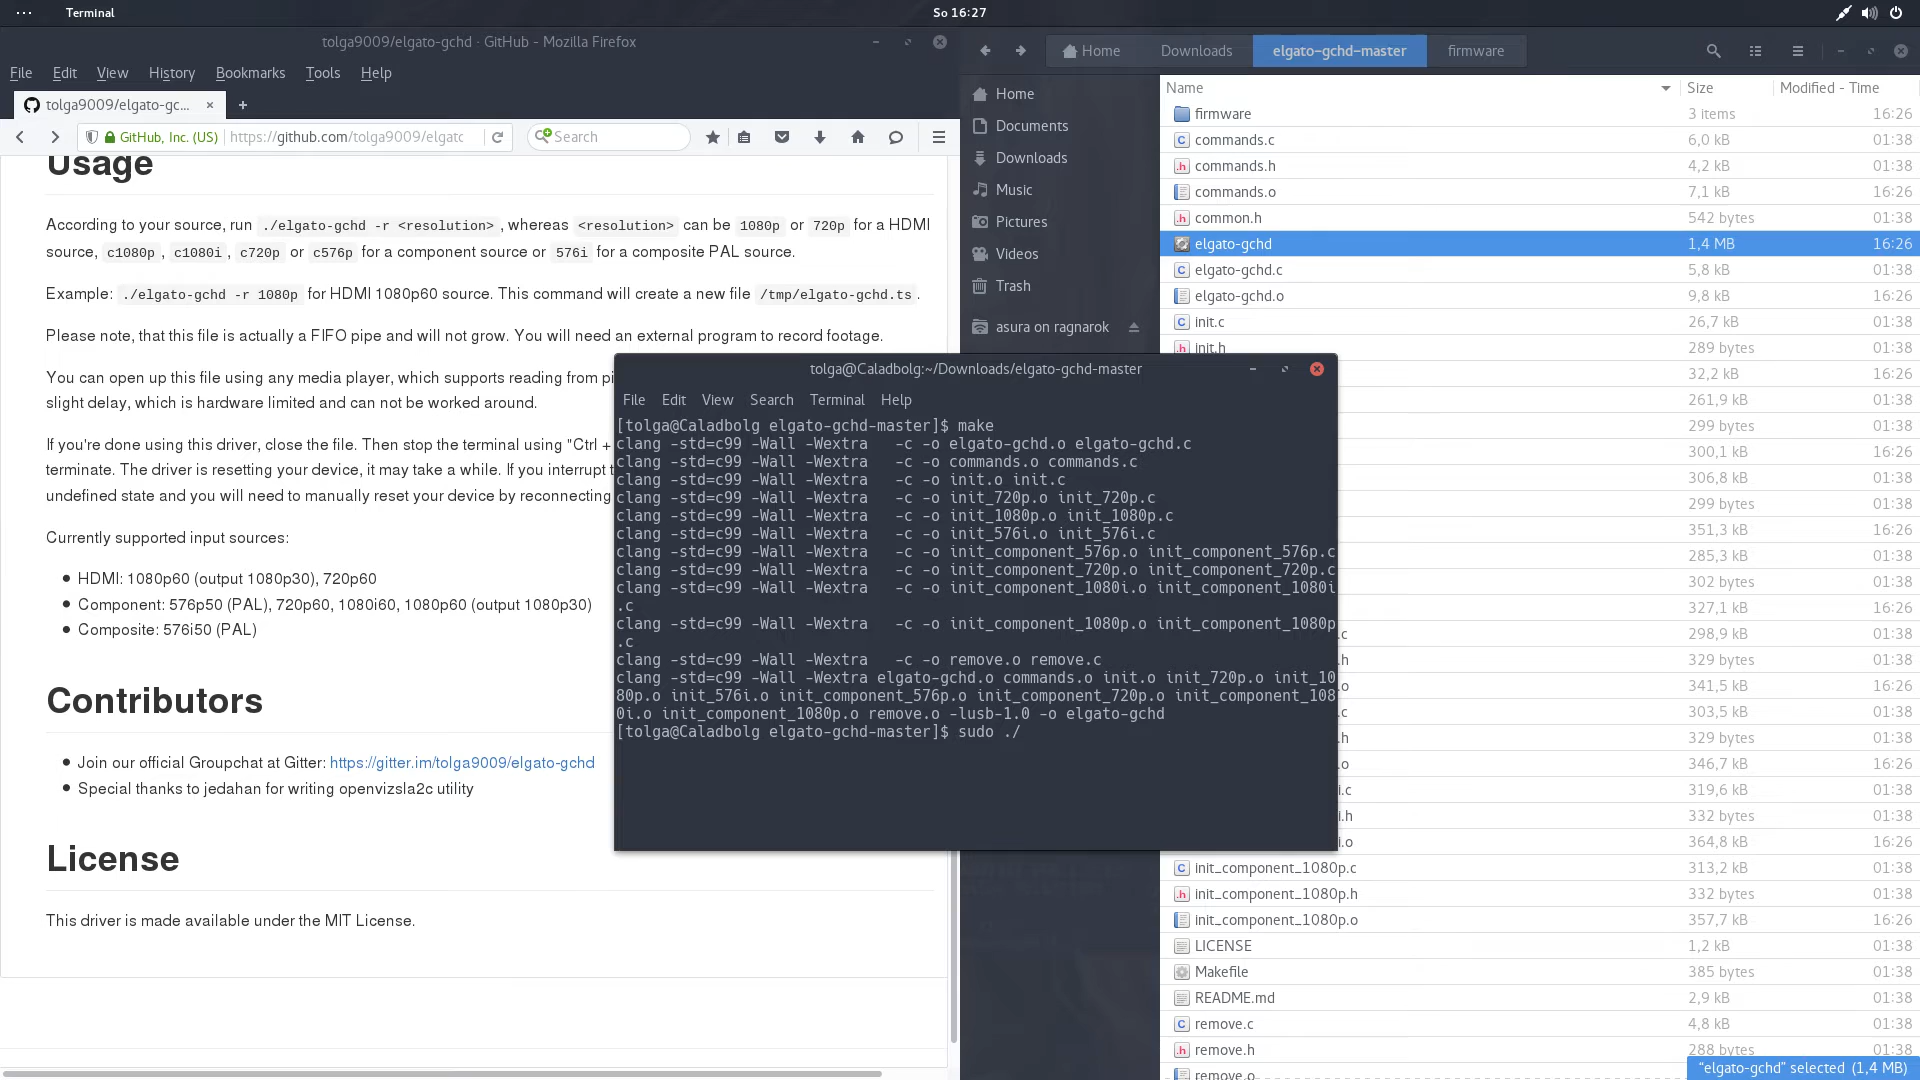 Terminal
So 16:27
tolga9009/elgato-gchd · GitHub - Mozilla Firefox
File Edit View History Bookmarks Tools Help
tolga9009/elgato-gc...
GitHub, Inc. (US) https://github.com/tolga9009/elgatc
Search
Usage
According to your source, run ./elgato-gchd -r <resolution> , whereas <resolution> can be 1080p or 720p for a HDMI
source, c1080p , c1080i , c720p or c576p for a component source or 576i for a composite PAL source.
Example: ./elgato-gchd -r 1080p for HDMI 1080p60 source. This command will create a new file /tmp/elgato-gchd.ts .
Please note, that this file is actually a FIFO pipe and will not grow. You will need an external program to record footage.
You can open up this file using any media player, which supports reading from pi
slight delay, which is hardware limited and can not be worked around.
If you're done using this driver, close the file. Then stop the terminal using "Ctrl +
terminate. The driver is resetting your device, it may take a while. If you interrupt t
undefined state and you will need to manually reset your device by reconnecting
Currently supported input sources:
HDMI: 1080p60 (output 1080p30), 720p60
Component: 576p50 (PAL), 720p60, 1080i60, 1080p60 (output 1080p30)
Composite: 576i50 (PAL)
Contributors
Join our official Groupchat at Gitter: https://gitter.im/tolga9009/elgato-gchd
Special thanks to jedahan for writing openvizsla2c utility
License
This driver is made available under the MIT License.
tolga@Caladbolg:~/Downloads/elgato-gchd-master
File Edit View Search Terminal Help
[tolga@Caladbolg elgato-gchd-master]$ make
clang -std=c99 -Wall -Wextra   -c -o elgato-gchd.o elgato-gchd.c
clang -std=c99 -Wall -Wextra   -c -o commands.o commands.c
clang -std=c99 -Wall -Wextra   -c -o init.o init.c
clang -std=c99 -Wall -Wextra   -c -o init_720p.o init_720p.c
clang -std=c99 -Wall -Wextra   -c -o init_1080p.o init_1080p.c
clang -std=c99 -Wall -Wextra   -c -o init_576i.o init_576i.c
clang -std=c99 -Wall -Wextra   -c -o init_component_576p.o init_component_576p.c
clang -std=c99 -Wall -Wextra   -c -o init_component_720p.o init_component_720p.c
clang -std=c99 -Wall -Wextra   -c -o init_component_1080i.o init_component_1080i
.c
clang -std=c99 -Wall -Wextra   -c -o init_component_1080p.o init_component_1080p
.c
clang -std=c99 -Wall -Wextra   -c -o remove.o remove.c
clang -std=c99 -Wall -Wextra elgato-gchd.o commands.o init.o init_720p.o init_10
80p.o init_576i.o init_component_576p.o init_component_720p.o init_component_108
0i.o init_component_1080p.o remove.o -lusb-1.0 -o elgato-gchd
[tolga@Caladbolg elgato-gchd-master]$ sudo ./
Home Downloads elgato-gchd-master firmware
Home
Documents
Downloads
Music
Pictures
Videos
Trash
asura on ragnarok
Name Size Modified - Time
firmware 3 items 16:26
commands.c 6,0 kB 01:38
commands.h 4,2 kB 01:38
commands.o 7,1 kB 16:26
common.h 542 bytes 01:38
elgato-gchd 1,4 MB 16:26
elgato-gchd.c 5,8 kB 01:38
elgato-gchd.o 9,8 kB 16:26
init.c 26,7 kB 01:38
init.h 289 bytes 01:38
32,2 kB 16:26
261,9 kB 01:38
299 bytes 01:38
300,1 kB 16:26
306,8 kB 01:38
299 bytes 01:38
351,3 kB 16:26
285,3 kB 01:38
302 bytes 01:38
327,1 kB 16:26
.c 298,9 kB 01:38
.h 329 bytes 01:38
.o 341,5 kB 16:26
.c 303,5 kB 01:38
.h 329 bytes 01:38
.o 346,7 kB 16:26
i.c 319,6 kB 01:38
i.h 332 bytes 01:38
i.o 364,8 kB 16:26
init_component_1080p.c 313,2 kB 01:38
init_component_1080p.h 332 bytes 01:38
init_component_1080p.o 357,7 kB 16:26
LICENSE 1,2 kB 01:38
Makefile 385 bytes 01:38
README.md 2,9 kB 01:38
remove.c 4,8 kB 01:38
remove.h 288 bytes 01:38
remove.o
"elgato-gchd" selected (1,4 MB)